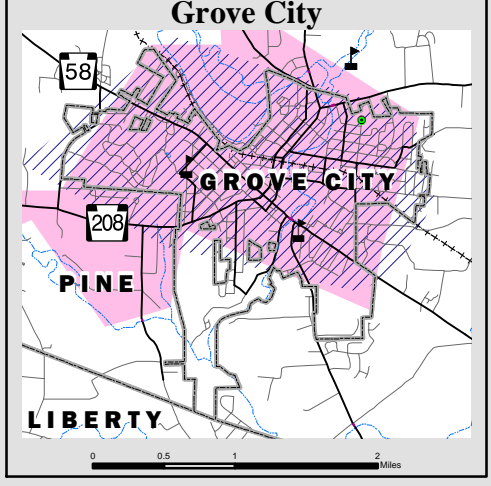 Grove City
58
GROVE CITY
208
PINE
LIBERTY
0 0.5 1 2
Miles